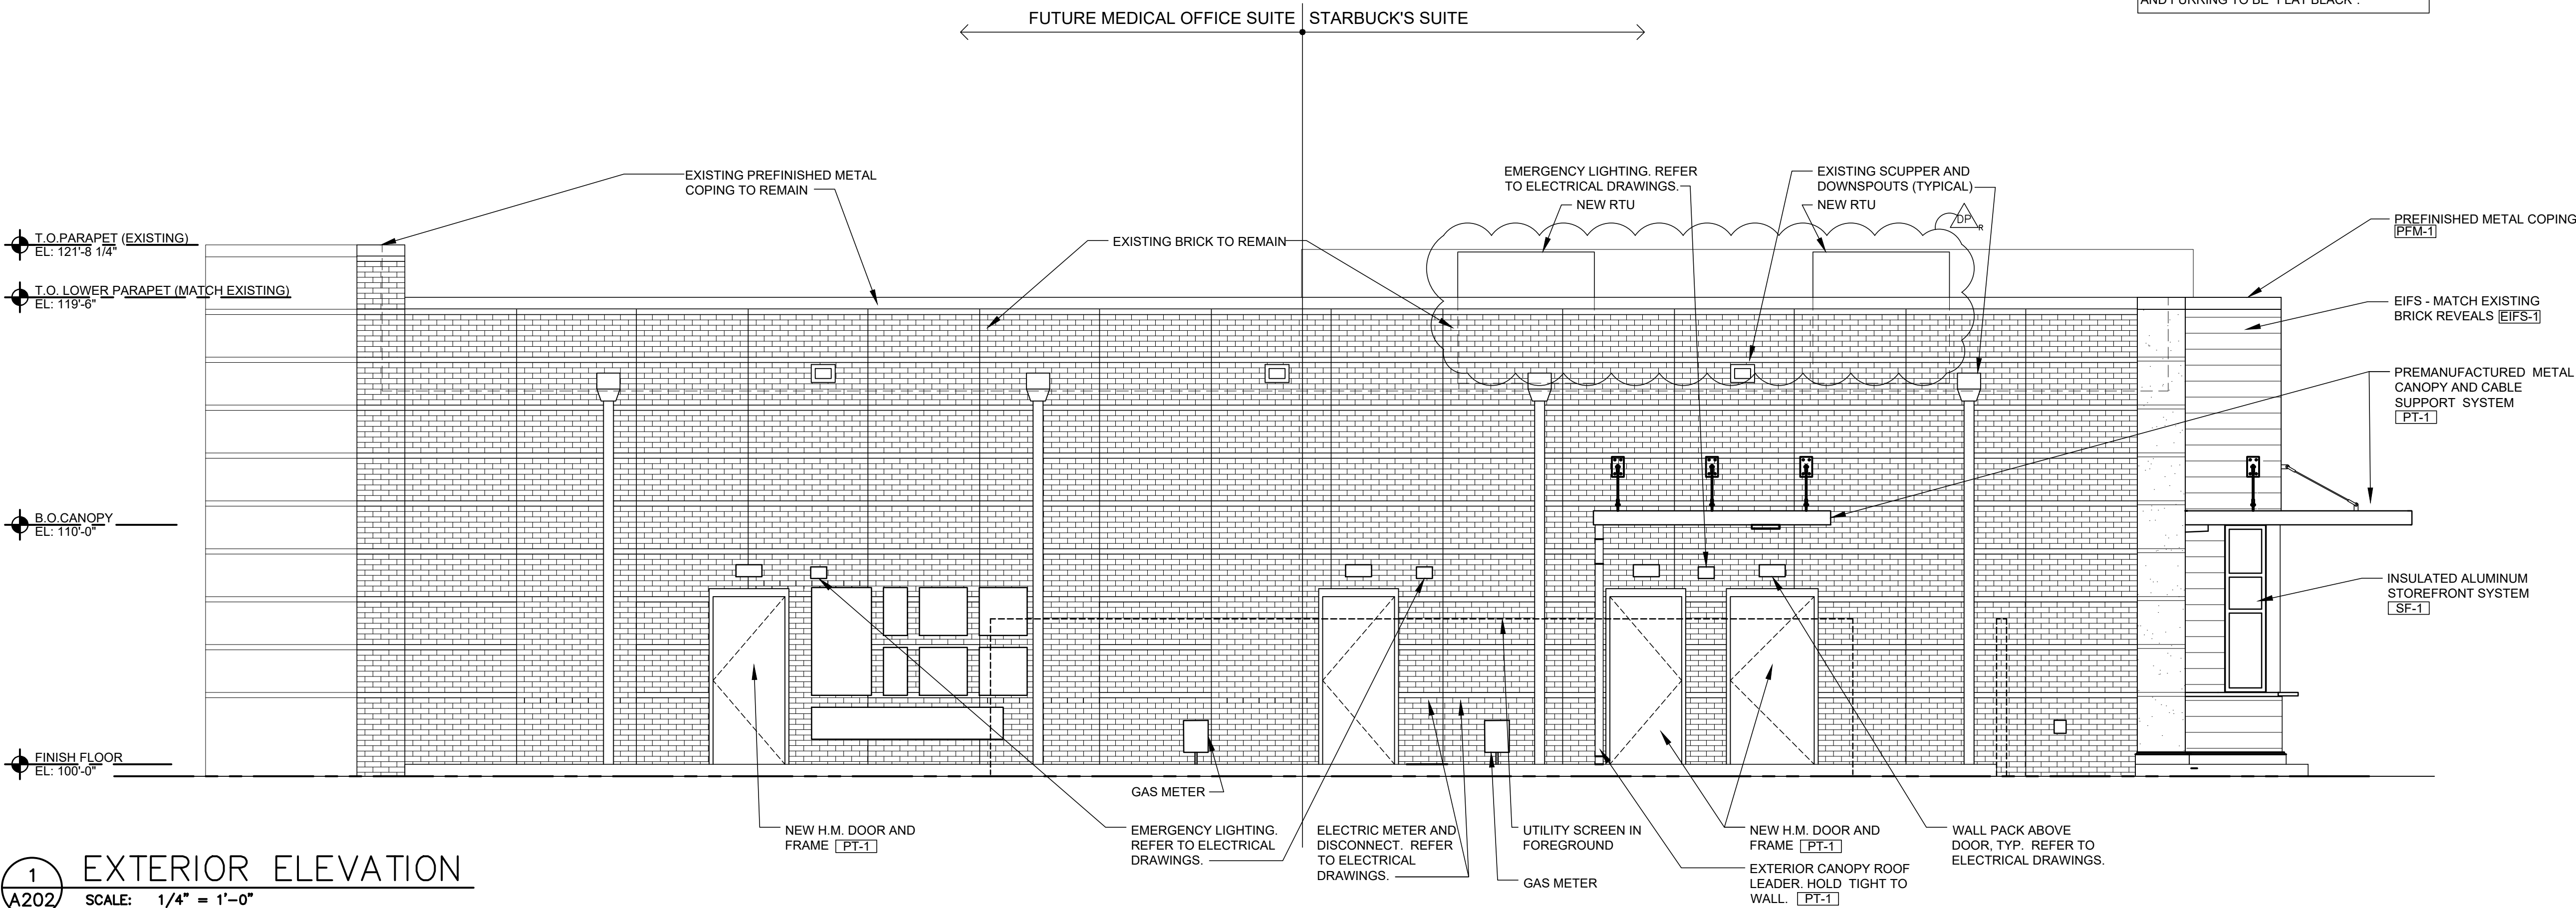 FUTURE MEDICAL OFFICE SUITE
STARBUCK'S SUITE
AND FURRING TO BE "FLAT BLACK".
EXISTING PREFINISHED METAL
COPING TO REMAIN
EMERGENCY LIGHTING. REFER
TO ELECTRICAL DRAWINGS.
NEW RTU
EXISTING SCUPPER AND
DOWNSPOUTS (TYPICAL)
NEW RTU
DP
R
EXISTING BRICK TO REMAIN
PREFINISHED METAL COPING
PFM-1
T.O.PARAPET (EXISTING)
EL: 121'-8 1/4"
T.O. LOWER PARAPET (MATCH EXISTING)
EL: 119'-6"
EIFS - MATCH EXISTING
BRICK REVEALS EIFS-1
PREMANUFACTURED METAL
CANOPY AND CABLE
SUPPORT SYSTEM
PT-1
B.O.CANOPY
EL: 110'-0"
INSULATED ALUMINUM
STOREFRONT SYSTEM
SF-1
FINISH FLOOR
EL: 100'-0"
GAS METER
NEW H.M. DOOR AND
FRAME PT-1
EMERGENCY LIGHTING.
REFER TO ELECTRICAL
DRAWINGS.
ELECTRIC METER AND
DISCONNECT. REFER
TO ELECTRICAL
DRAWINGS.
UTILITY SCREEN IN
FOREGROUND
GAS METER
NEW H.M. DOOR AND
FRAME PT-1
EXTERIOR CANOPY ROOF
LEADER. HOLD TIGHT TO
WALL. PT-1
WALL PACK ABOVE
DOOR, TYP. REFER TO
ELECTRICAL DRAWINGS.
1
A202
EXTERIOR ELEVATION
SCALE: 1/4" = 1'-0"